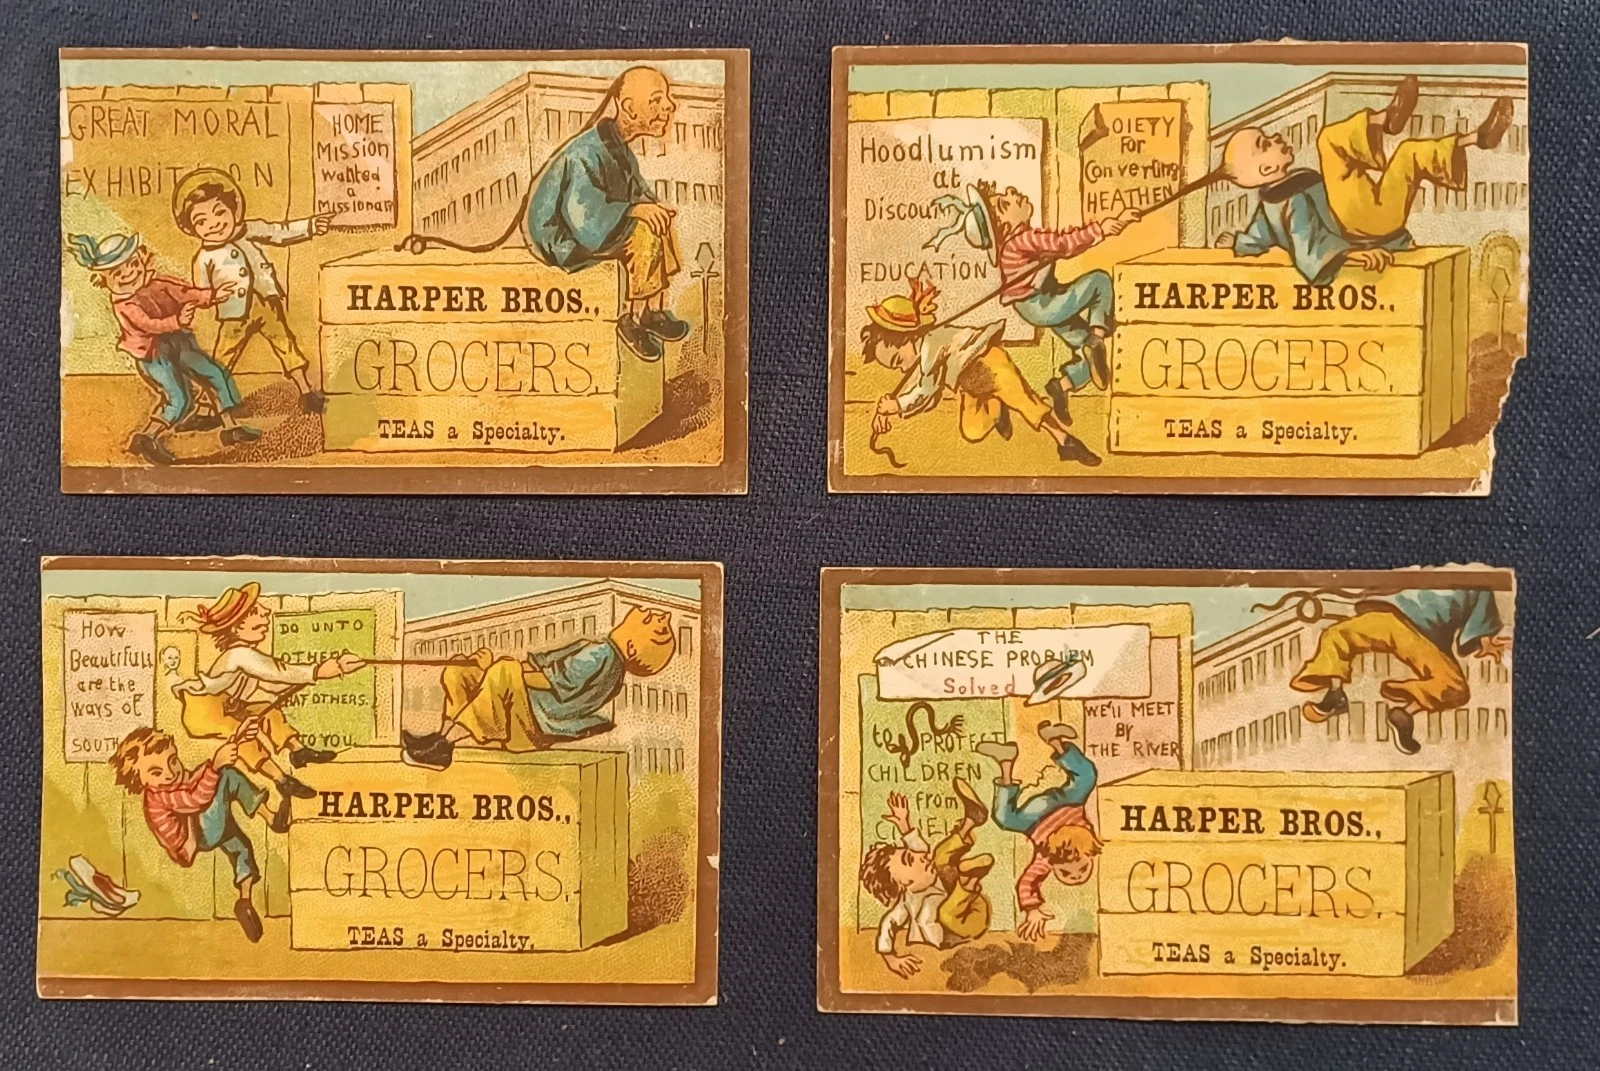 GREAT MORAL
EXHIBITION
HOME
Mission
wanted
a
Missionary
HARPER BROS.,
GROCERS,
TEAS a Specialty.
Hoodlumism
at
Discount
EDUCATION
OIETY
For
Converting
HEATHEN
HARPER BROS.,
GROCERS,
TEAS a Specialty.
How
Beautifull
are the
ways of
SOUTH
DO UNTO
OTHERS
HAT OTHERS
TO YOU
HARPER BROS.,
GROCERS,
TEAS a Specialty.
THE
CHINESE PROBLEM
Solved
to PROTECT
CHILDREN
from
WE'll MEET
BY
THE RIVER
HARPER BROS.,
GROCERS,
TEAS a Specialty.